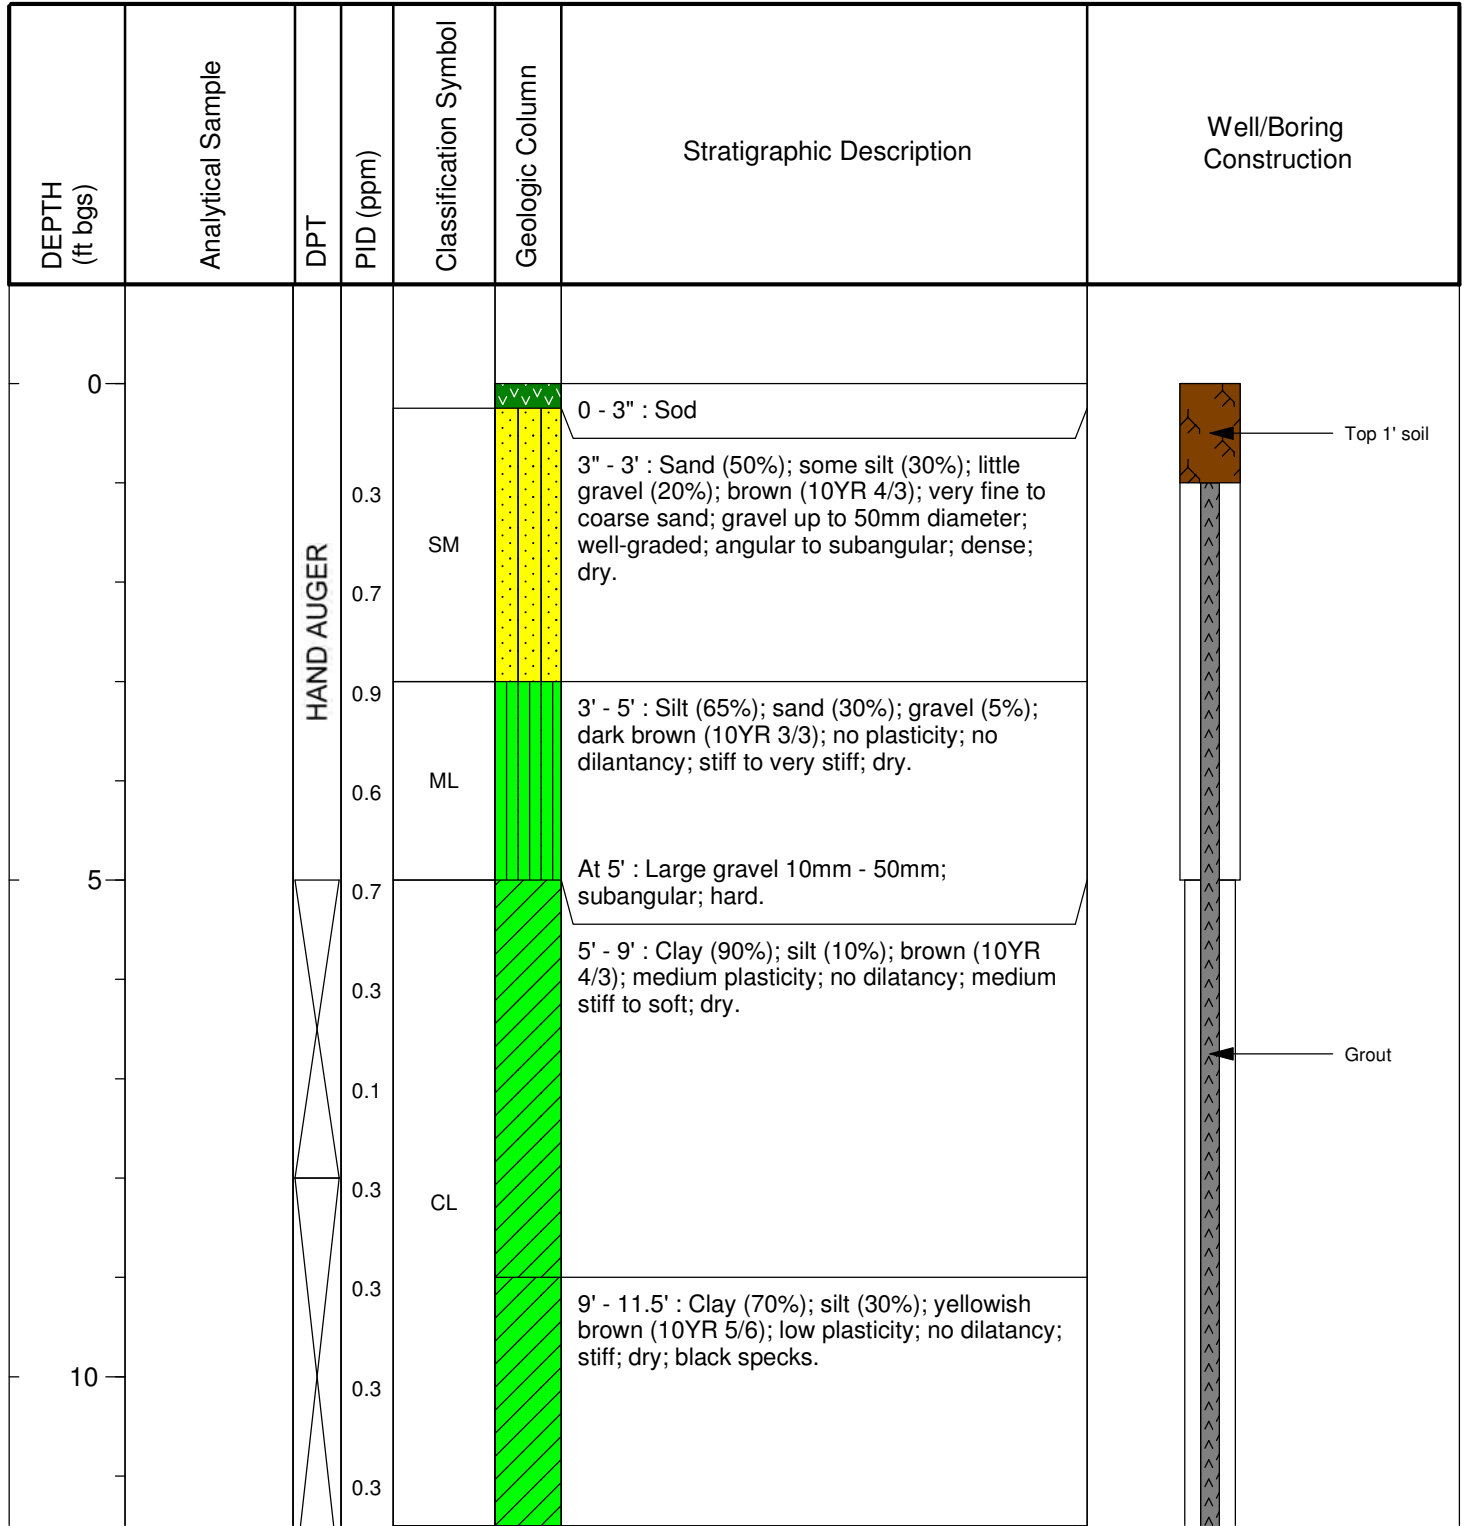 DEPTH
(ft bgs)
Analytical Sample
DPT
PID (ppm)
Classification Symbol
Geologic Column
Stratigraphic Description
Well/Boring
Construction
0
0 - 3" : Sod
Top 1' soil
3" - 3' : Sand (50%); some silt (30%); little
gravel (20%); brown (10YR 4/3); very fine to
coarse sand; gravel up to 50mm diameter;
well-graded; angular to subangular; dense;
dry.
0.3
SM
HAND AUGER
0.7
0.9
3' - 5' : Silt (65%); sand (30%); gravel (5%);
dark brown (10YR 3/3); no plasticity; no
dilantancy; stiff to very stiff; dry.
ML
0.6
At 5' : Large gravel 10mm - 50mm;
subangular; hard.
5
0.7
5' - 9' : Clay (90%); silt (10%); brown (10YR
4/3); medium plasticity; no dilatancy; medium
stiff to soft; dry.
0.3
Grout
0.1
0.3
CL
0.3
9' - 11.5' : Clay (70%); silt (30%); yellowish
brown (10YR 5/6); low plasticity; no dilatancy;
stiff; dry; black specks.
10
0.3
0.3